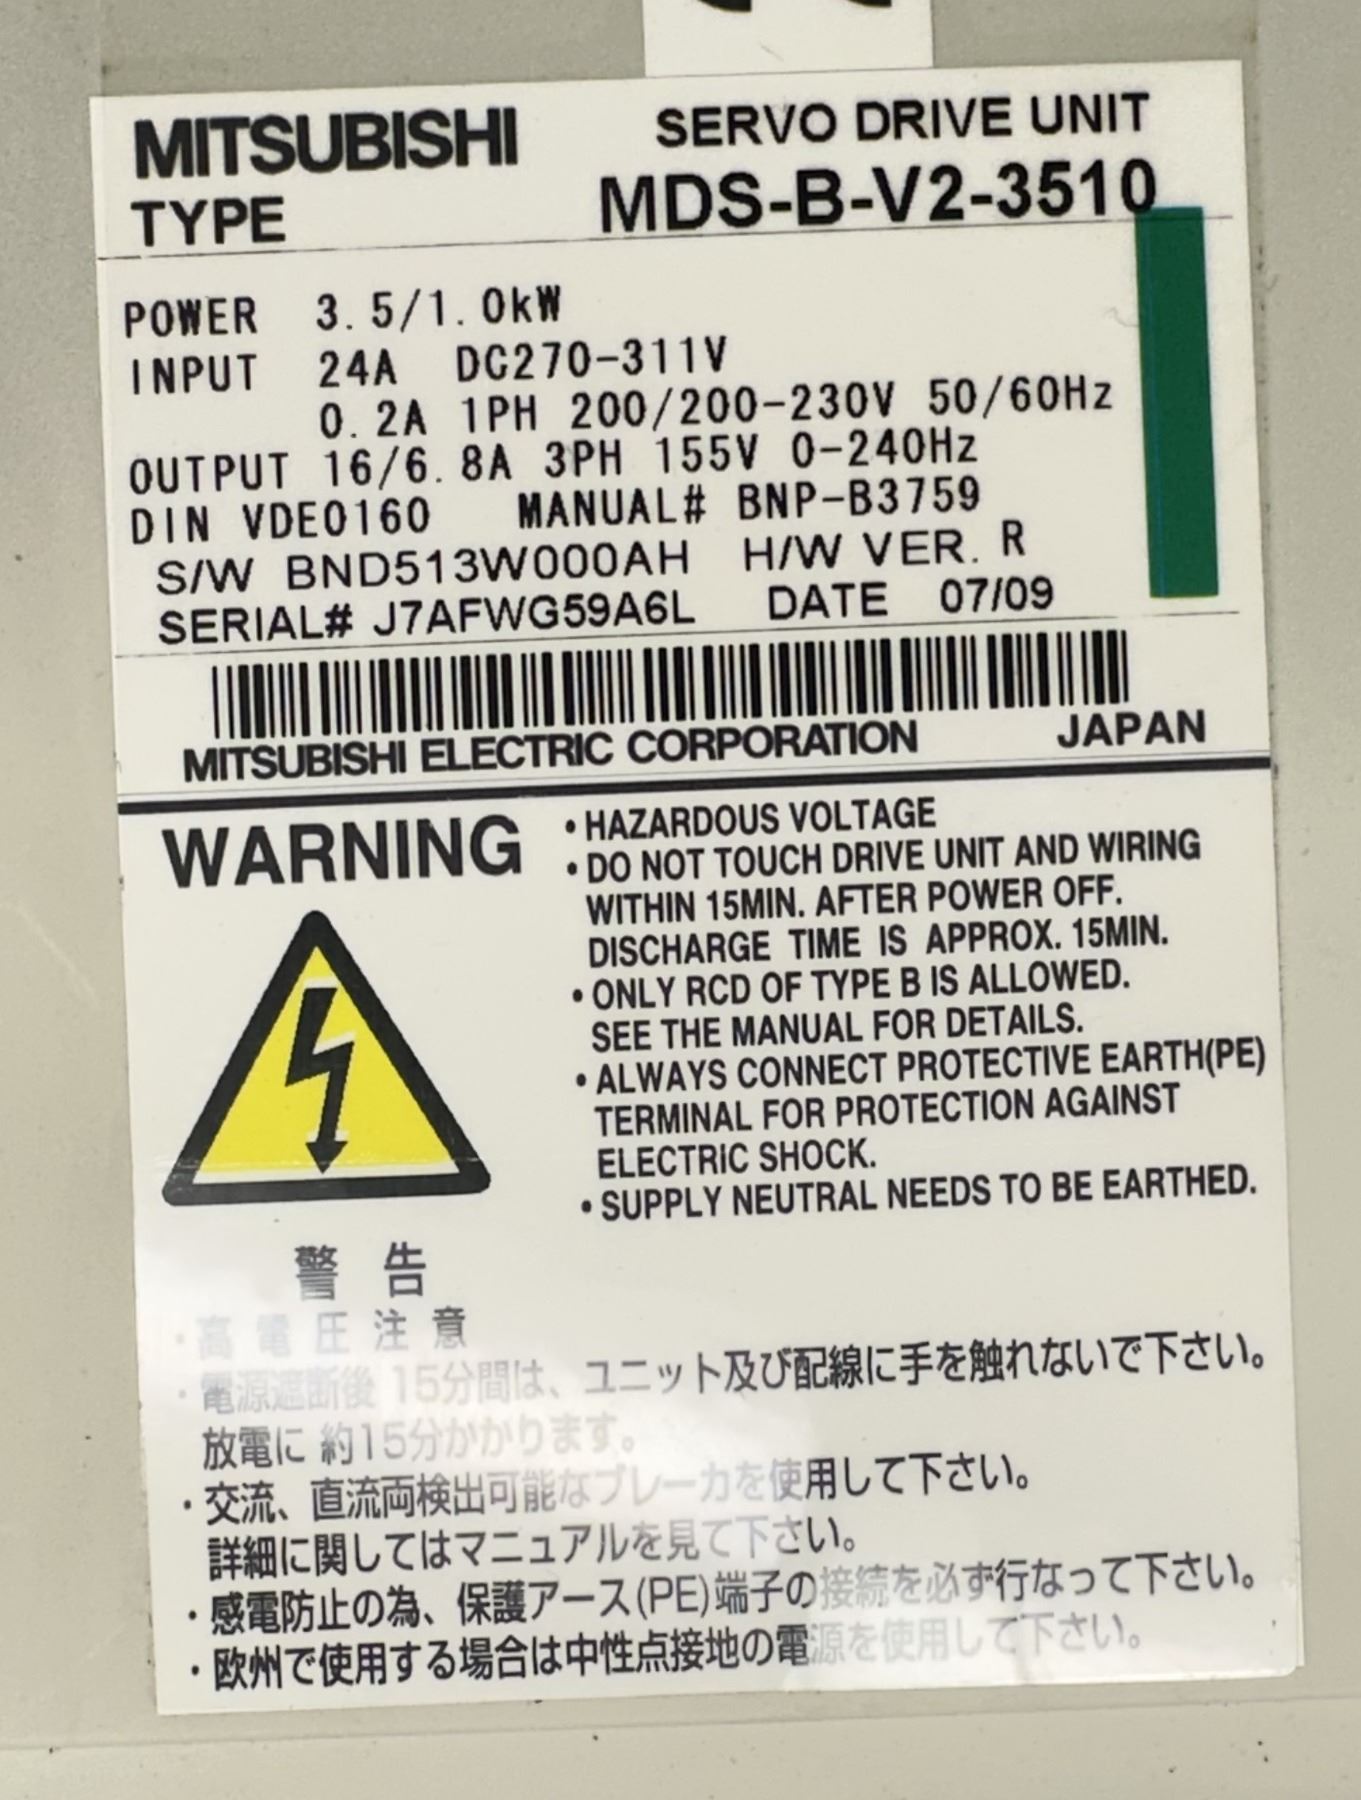 MITSUBISHI SERVO DRIVE UNIT
TYPE MDS-B-V2-3510
POWER 3.5/1.0kW
INPUT 24A DC270-311V
0.2A 1PH 200/200-230V 50/60Hz
OUTPUT 16/6.8A 3PH 155V 0-240Hz
DIN VDE0160 MANUAL# BNP-B3759
S/W BND513W000AH H/W VER. R
SERIAL# J7AFWG59A6L DATE 07/09
MITSUBISHI ELECTRIC CORPORATION JAPAN
WARNING
• HAZARDOUS VOLTAGE
• DO NOT TOUCH DRIVE UNIT AND WIRING
WITHIN 15MIN. AFTER POWER OFF.
DISCHARGE TIME IS APPROX. 15MIN.
• ONLY RCD OF TYPE B IS ALLOWED.
SEE THE MANUAL FOR DETAILS.
• ALWAYS CONNECT PROTECTIVE EARTH(PE)
TERMINAL FOR PROTECTION AGAINST
ELECTRIC SHOCK.
• SUPPLY NEUTRAL NEEDS TO BE EARTHED.
警告
・高電圧注意
・電源遮断後15分間は、ユニット及び配線に手を触れないで下さい。
放電に約15分かかります。
・交流、直流両検出可能なブレーカを使用して下さい。
詳細に関してはマニュアルを見て下さい。
・感電防止の為、保護アース(PE)端子の接続を必ず行なって下さい。
・欧州で使用する場合は中性点接地の電源を使用して下さい。